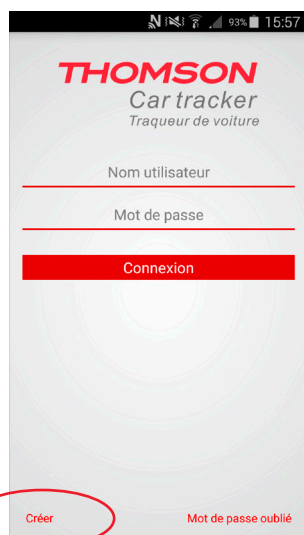 93% 15:57
THOMSON
Car tracker
Traqueur de voiture
Nom utilisateur
Mot de passe
Connexion
Créer Mot de passe oublié